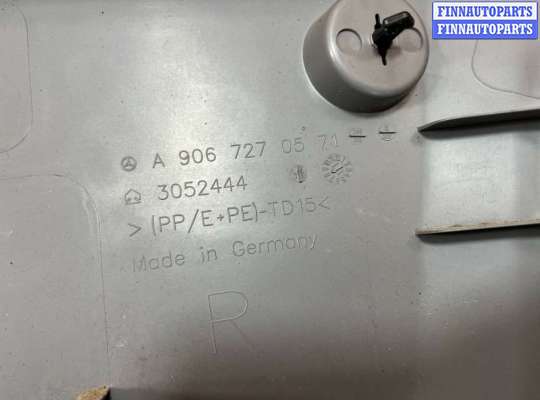 FINNAUTOPARTS
FINNAUTOPARTS
A 906 727 05 71
3052444
>(PP/E+PE)-TD15<
Made in Germany
R